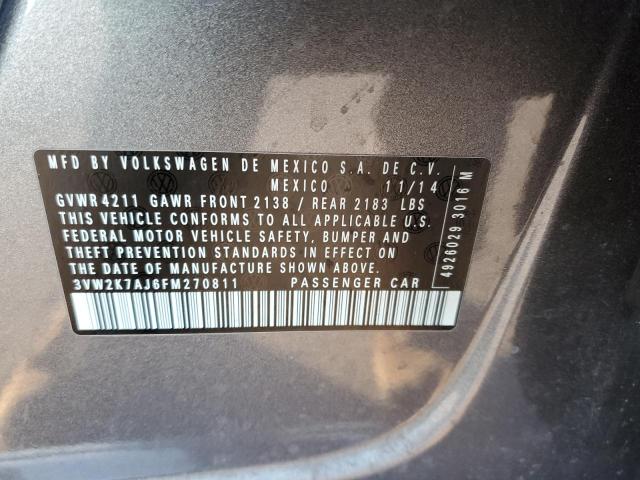 MFD BY VOLKSWAGEN DE MEXICO S.A. DE C.V.
MEXICO 11/14
GVWR 4211 GAWR FRONT 2138 / REAR 2183 LBS
THIS VEHICLE CONFORMS TO ALL APPLICABLE U.S.
FEDERAL MOTOR VEHICLE SAFETY, BUMPER AND
THEFT PREVENTION STANDARDS IN EFFECT ON
THE DATE OF MANUFACTURE SHOWN ABOVE.
3VW2K7AJ6FM270811 PASSENGER CAR
4926029 3016 M